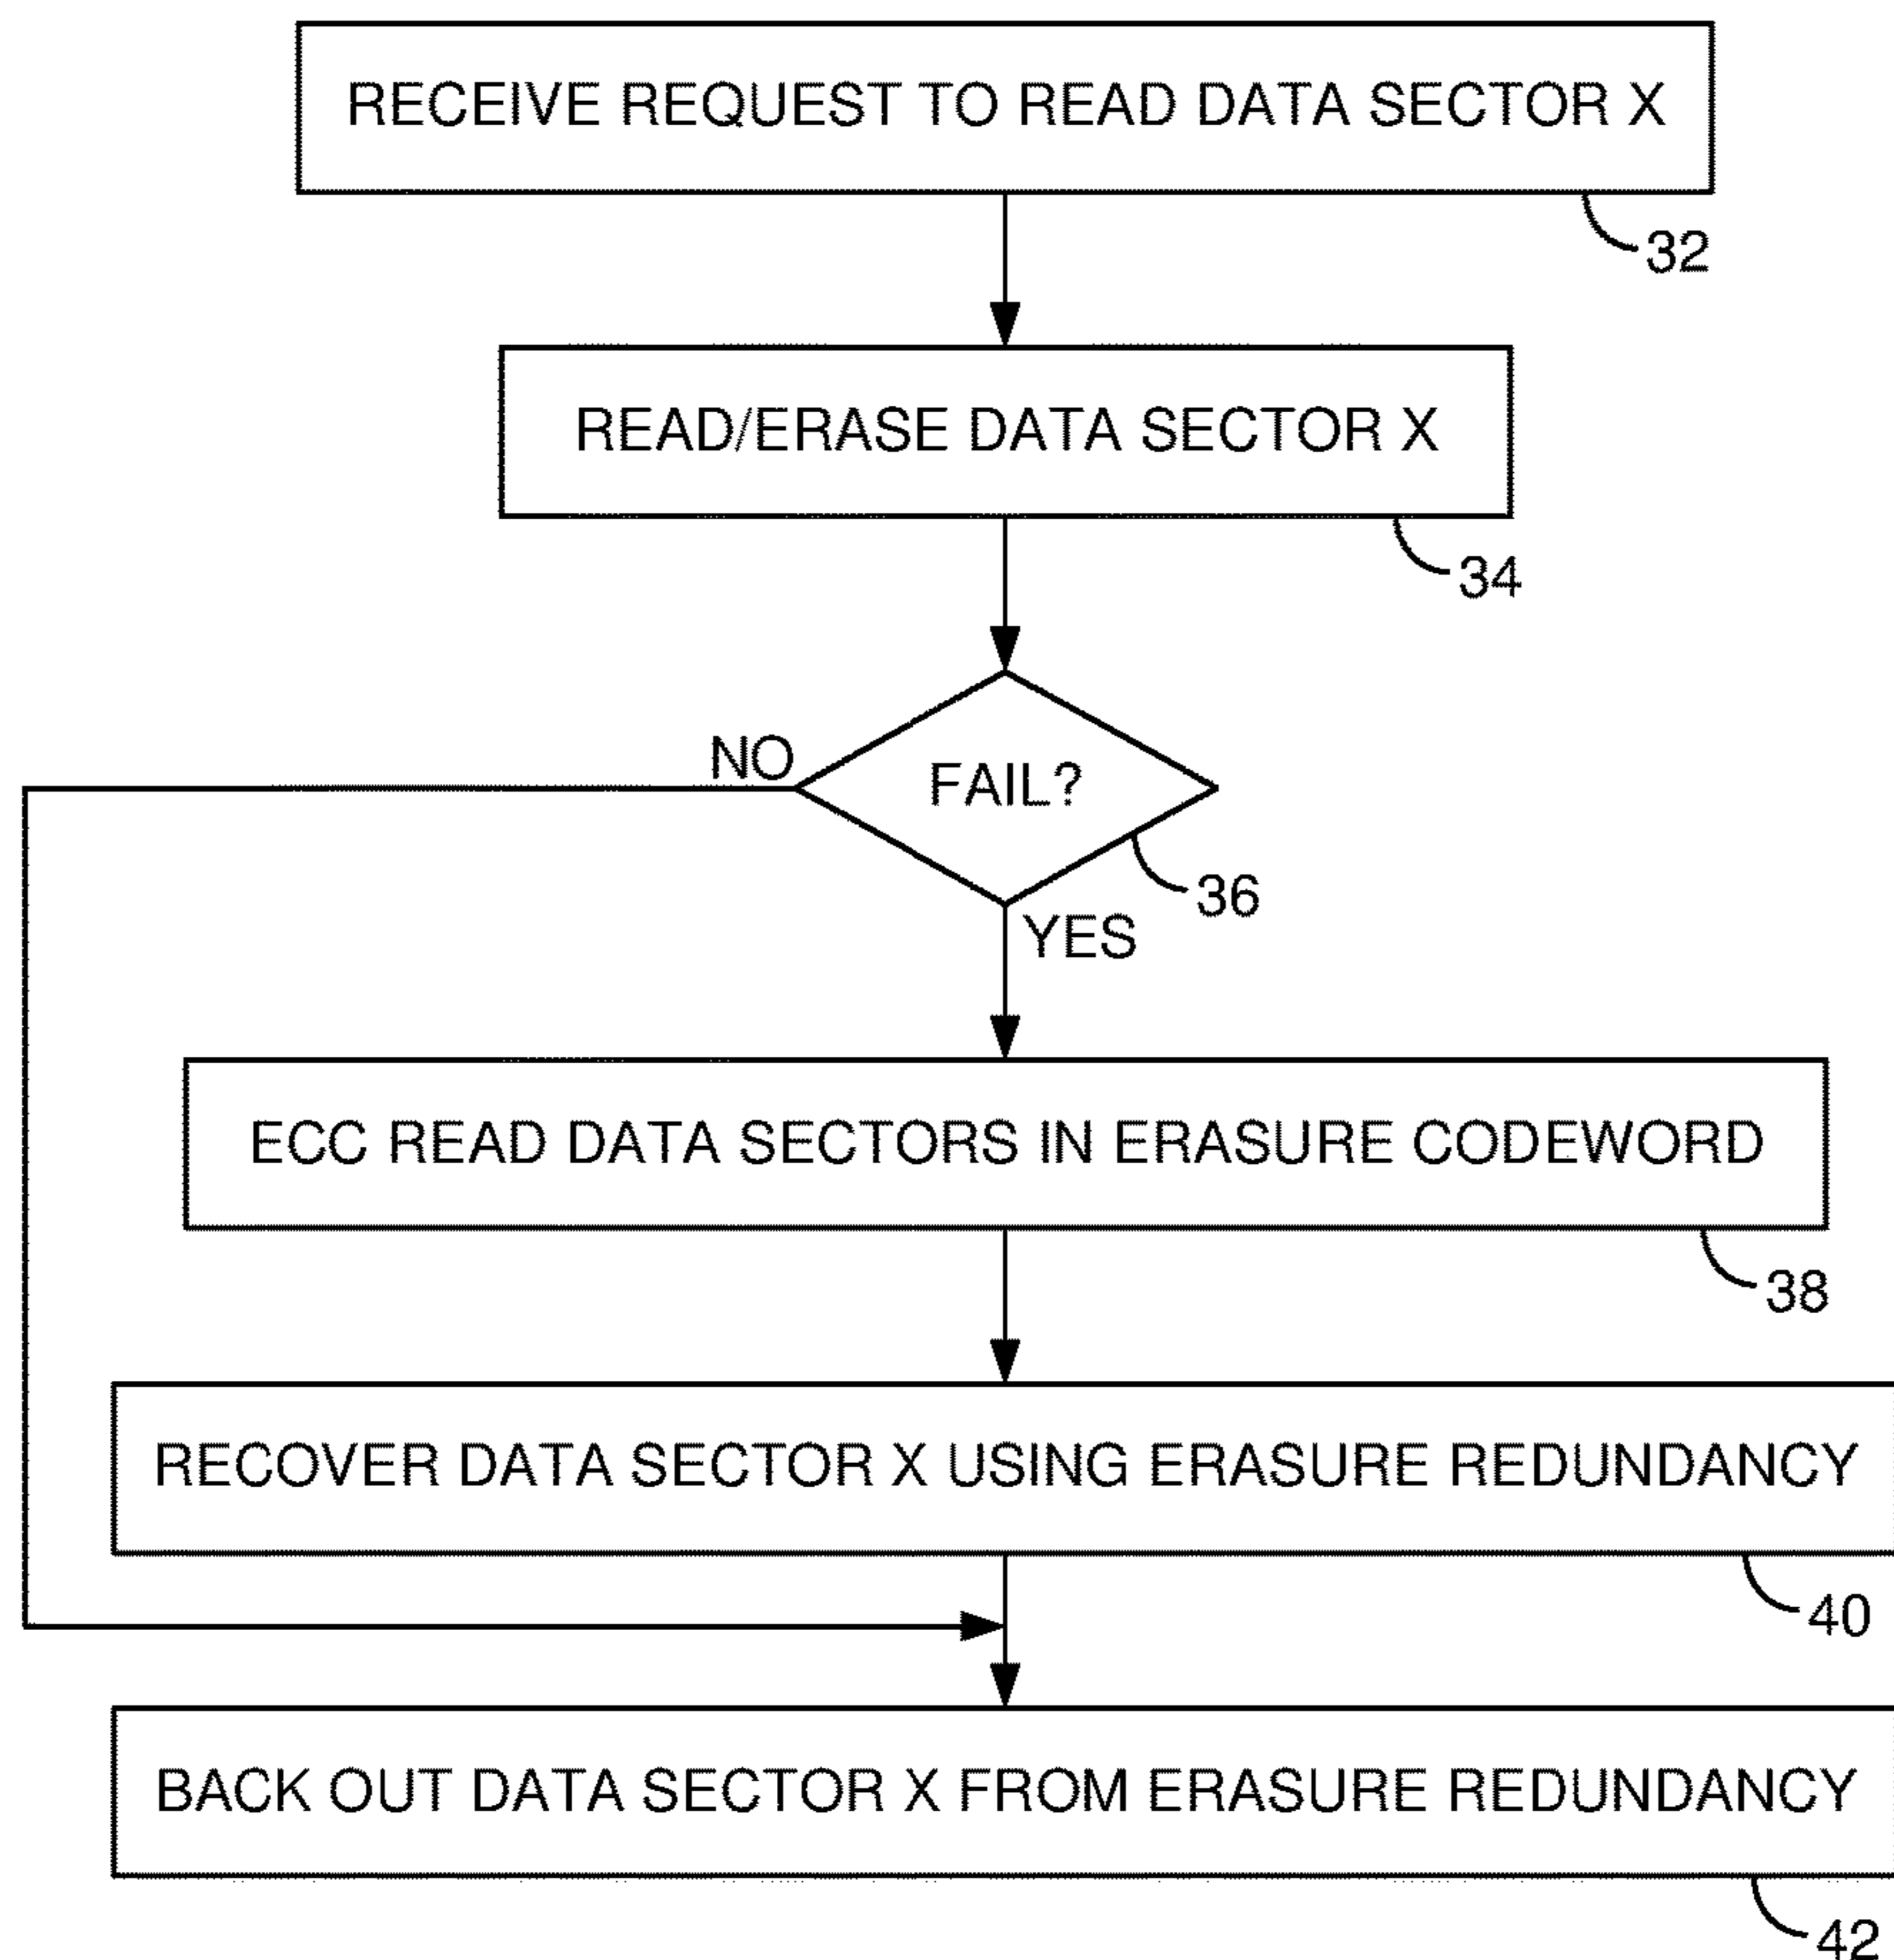 RECEIVE REQUEST TO READ DATA SECTOR X
32
READ/ERASE DATA SECTOR X
34
NO
FAIL?
36
YES
ECC READ DATA SECTORS IN ERASURE CODEWORD
38
RECOVER DATA SECTOR X USING ERASURE REDUNDANCY
40
BACK OUT DATA SECTOR X FROM ERASURE REDUNDANCY
42